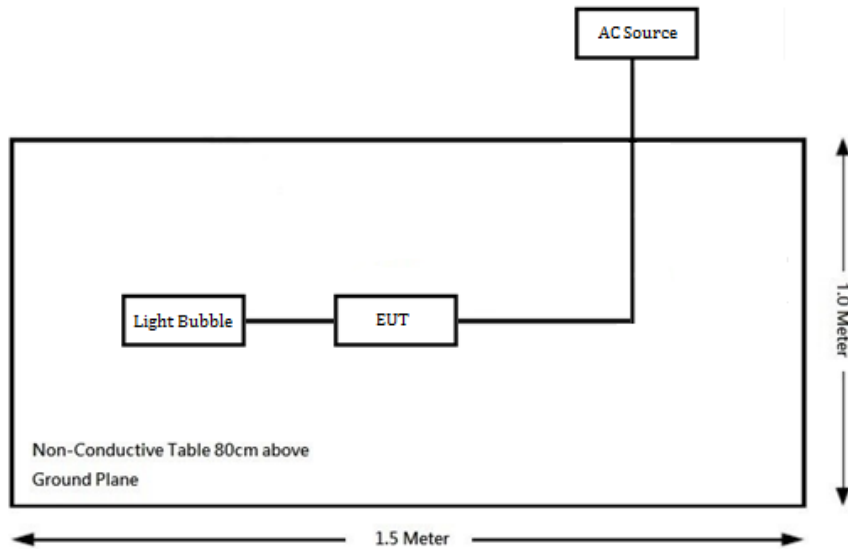 AC Source
Light Bubble
EUT
1.0 Meter
Non-Conductive Table 80cm above
Ground Plane
1.5 Meter